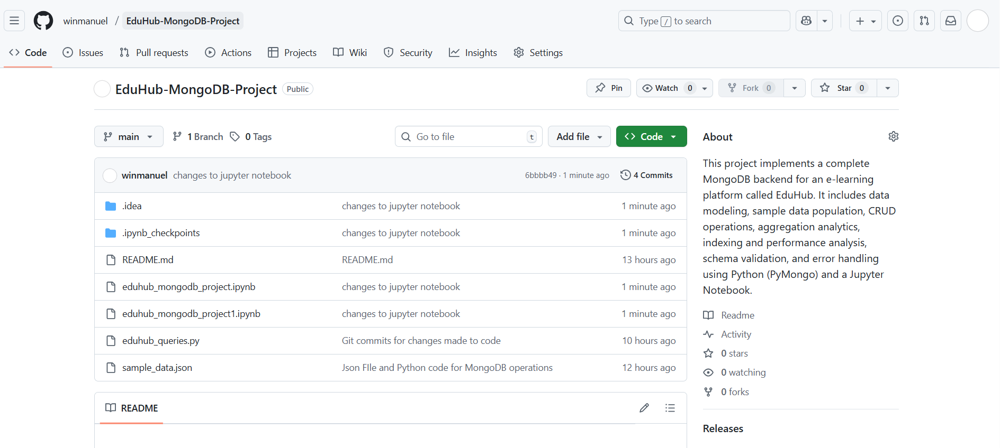 winmanuel / EduHub-MongoDB-Project
Type / to search
Code Issues Pull requests Actions Projects Wiki Security Insights Settings
EduHub-MongoDB-Project Public
Pin Watch 0 Fork 0 Star 0
main 1 Branch 0 Tags Go to file t Add file Code
winmanuel changes to jupyter notebook 6bbbb49 · 1 minute ago 4 Commits
.idea changes to jupyter notebook 1 minute ago
.ipynb_checkpoints changes to jupyter notebook 1 minute ago
README.md README.md 13 hours ago
eduhub_mongodb_project.ipynb changes to jupyter notebook 1 minute ago
eduhub_mongodb_project1.ipynb changes to jupyter notebook 1 minute ago
eduhub_queries.py Git commits for changes made to code 10 hours ago
sample_data.json Json FIle and Python code for MongoDB operations 12 hours ago
README
About
This project implements a complete
MongoDB backend for an e-learning
platform called EduHub. It includes data
modeling, sample data population, CRUD
operations, aggregation analytics,
indexing and performance analysis,
schema validation, and error handling
using Python (PyMongo) and a Jupyter
Notebook.
Readme
Activity
0 stars
0 watching
0 forks
Releases